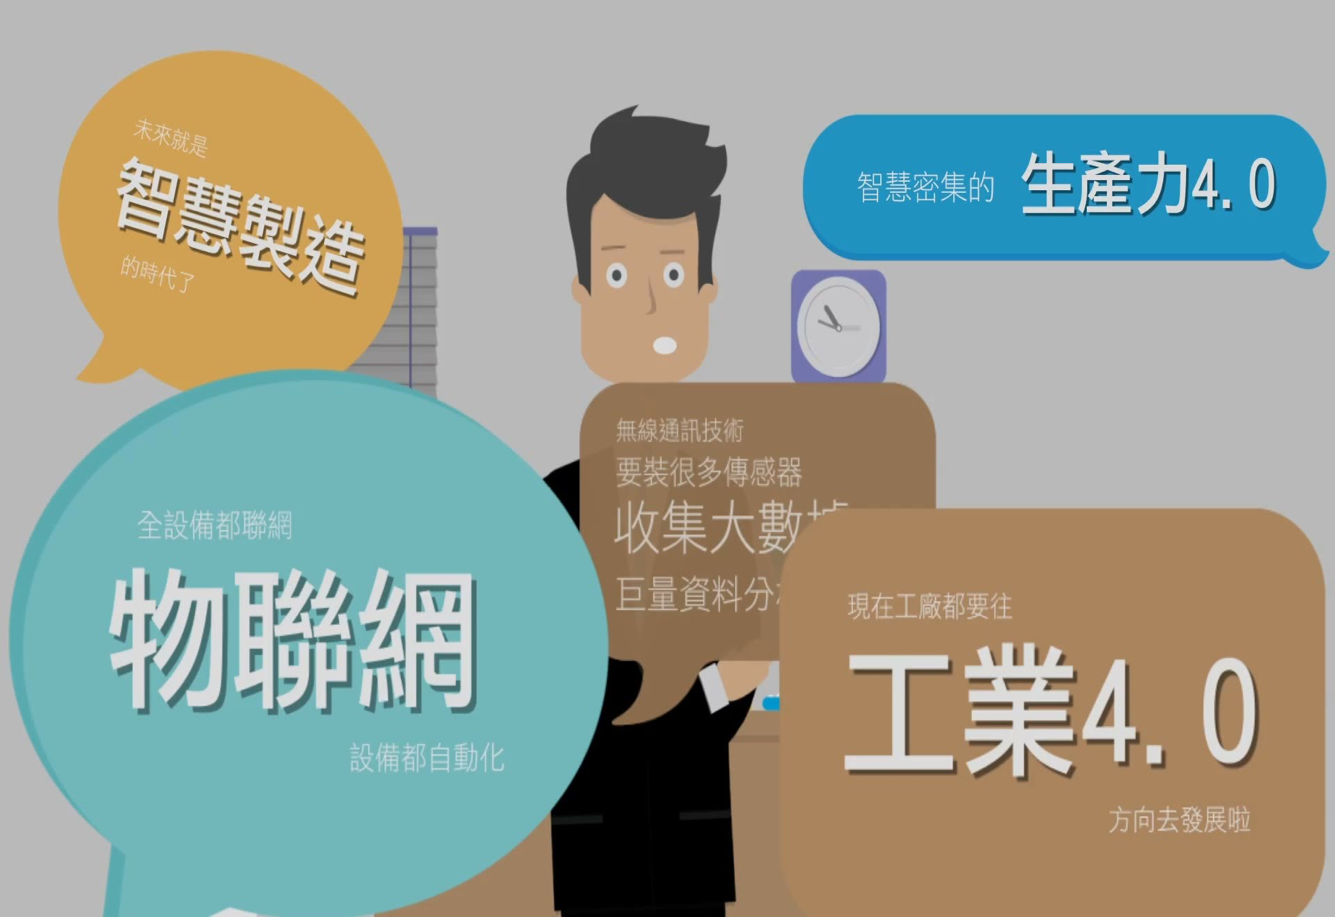 未來就是
智慧製造
的時代了
智慧密集的 生產力4.0
無線通訊技術
要裝很多傳感器
收集大數據
巨量資料分
全設備都聯網
物聯網
設備都自動化
現在工廠都要往
工業4.0
方向去發展啦